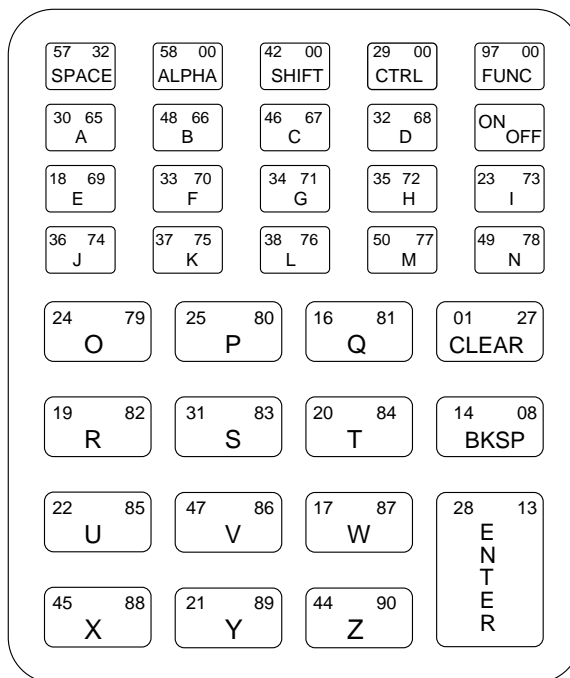 57 32 58 00 42 00 29 00 97 00
SPACE ALPHA SHIFT CTRL FUNC
30 65 48 66 46 67 32 68 ON
A B C D OFF
18 69 33 70 34 71 35 72 23 73
E F G H I
36 74 37 75 38 76 50 77 49 78
J K L M N
24 79 25 80 16 81 01 27
O P Q CLEAR
19 82 31 83 20 84 14 08
R S T BKSP
22 85 47 86 17 87 28 13
U V W ENTER
45 88 21 89 44 90
X Y Z